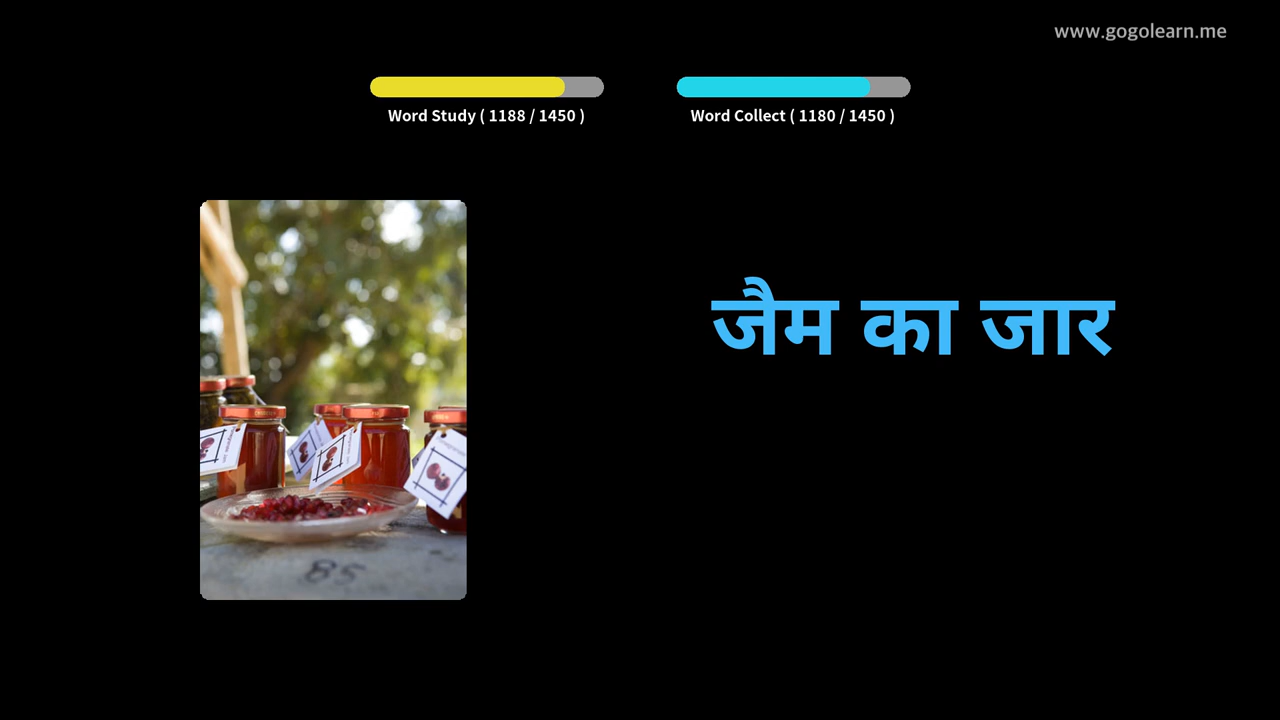 www.gogolearn.me
Word Study ( 1188 / 1450 )
Word Collect ( 1180 / 1450 )
जैम का जार
85